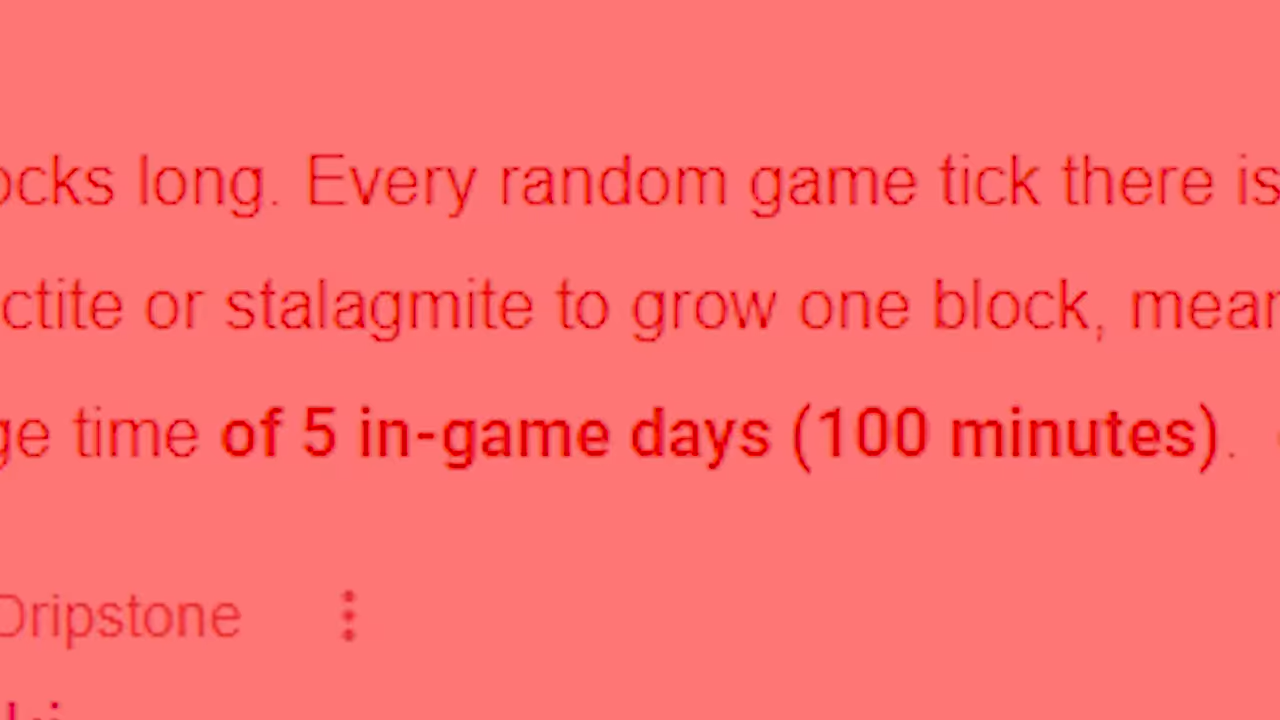 ocks long. Every random game tick there is
ctite or stalagmite to grow one block, mean
ge time of 5 in-game days (100 minutes).
Dripstone
ki